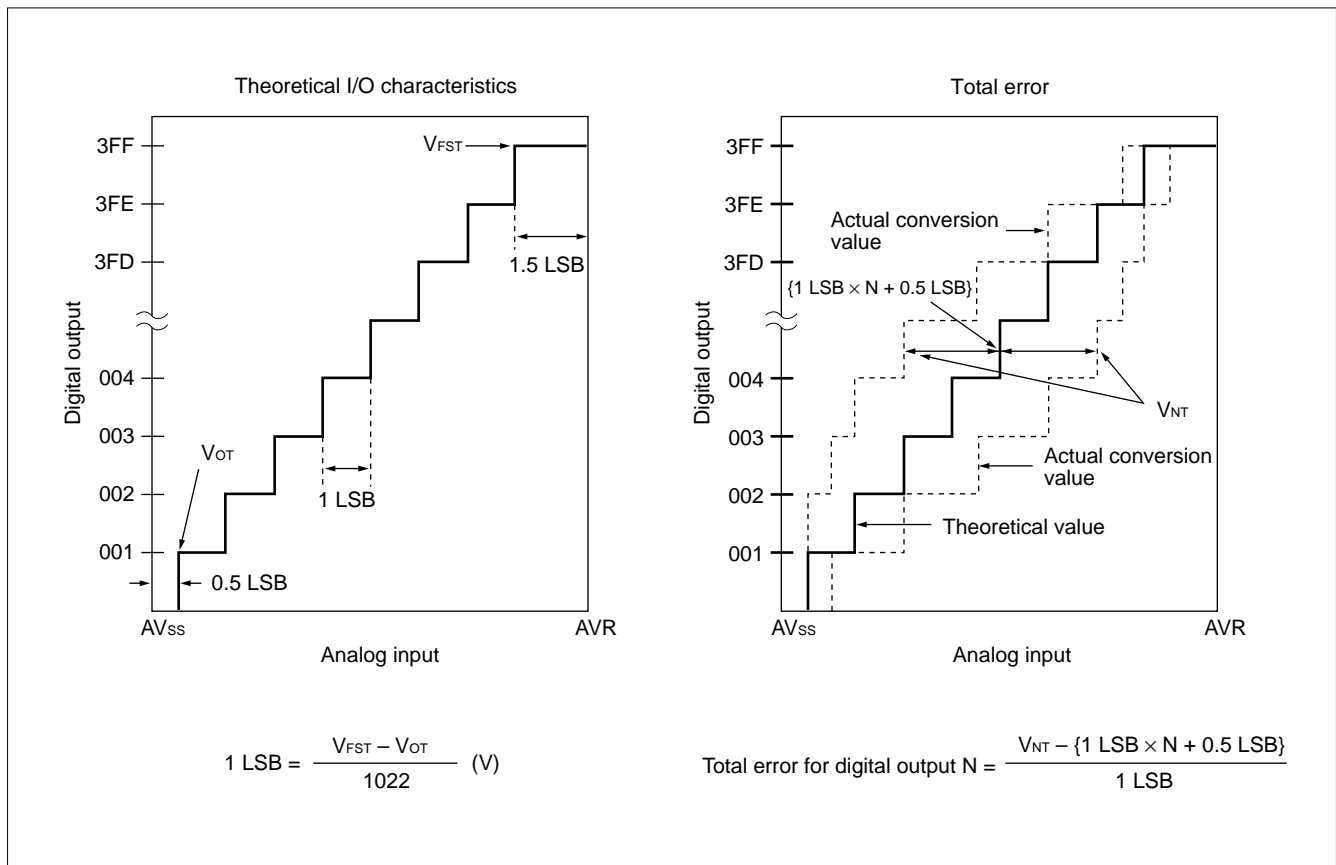 Theoretical I/O characteristics
3FF
3FE
3FD
004
003
002
001
Digital output
VFST
1.5 LSB
VOT
1 LSB
0.5 LSB
AVSS
AVR
Analog input
1 LSB = VFST – VOT / 1022 (V)
Total error
3FF
3FE
3FD
004
003
002
001
Digital output
Actual conversion
value
{1 LSB × N + 0.5 LSB}
VNT
Actual conversion
value
Theoretical value
AVSS
AVR
Analog input
Total error for digital output N = VNT – {1 LSB × N + 0.5 LSB} / 1 LSB